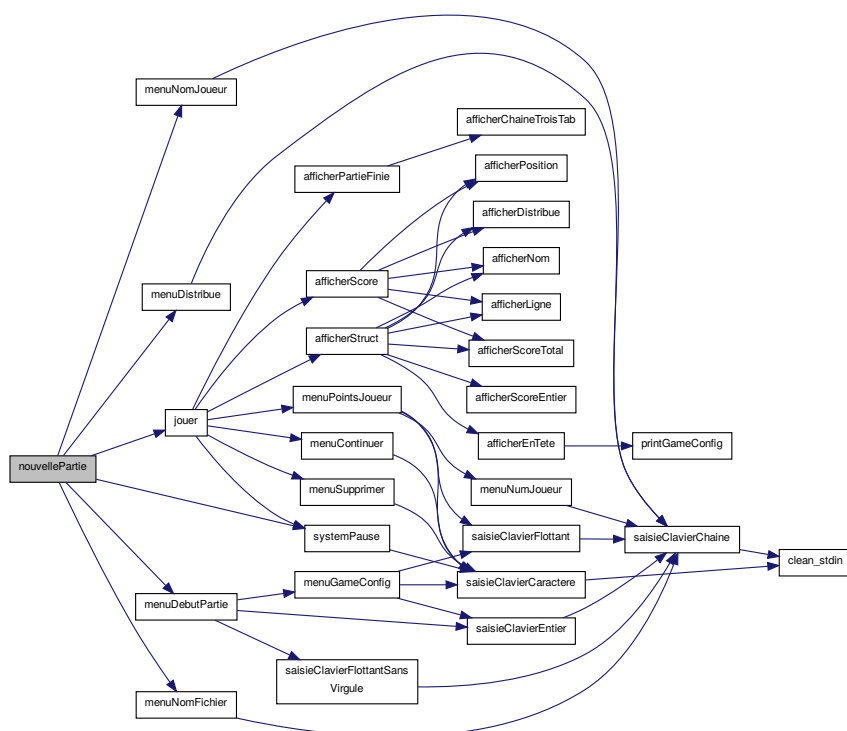 menuNomJoueur
afficherChaineTroisTab
afficherPosition
afficherPartieFinie
afficherDistribue
afficherNom
afficherScore
menuDistribue
afficherLigne
afficherStruct
afficherScoreTotal
menuPointsJoueur
afficherScoreEntier
jouer
menuContinuer
afficherEnTete
printGameConfig
nouvellePartie
menuSupprimer
menuNumJoueur
systemPause
saisieClavierFlottant
saisieClavierChaine
clean_stdin
menuGameConfig
saisieClavierCaractere
menuDebutPartie
saisieClavierEntier
saisieClavierFlottantSans
Virgule
menuNomFichier